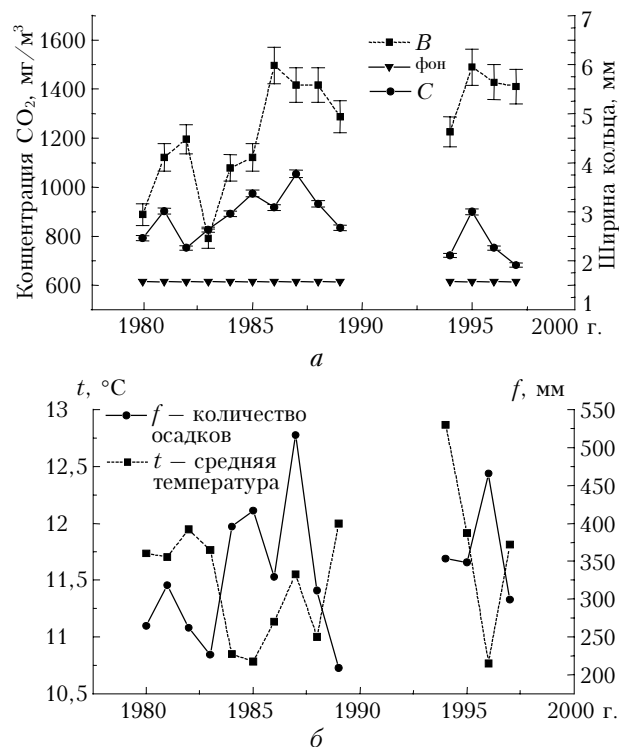 Концентрация CO₂, мг/м³
1600
1400
1200
1000
800
600
B
фон
C
7
6
5
4
3
2
1
Ширина кольца, мм
1980 1985 1990 1995 2000 г.
а
t, °C
f, мм
13
12,5
12
11,5
11
10,5
f – количество
осадков
t – средняя
температура
550
500
450
400
350
300
250
200
1980 1985 1990 1995 2000 г.
б